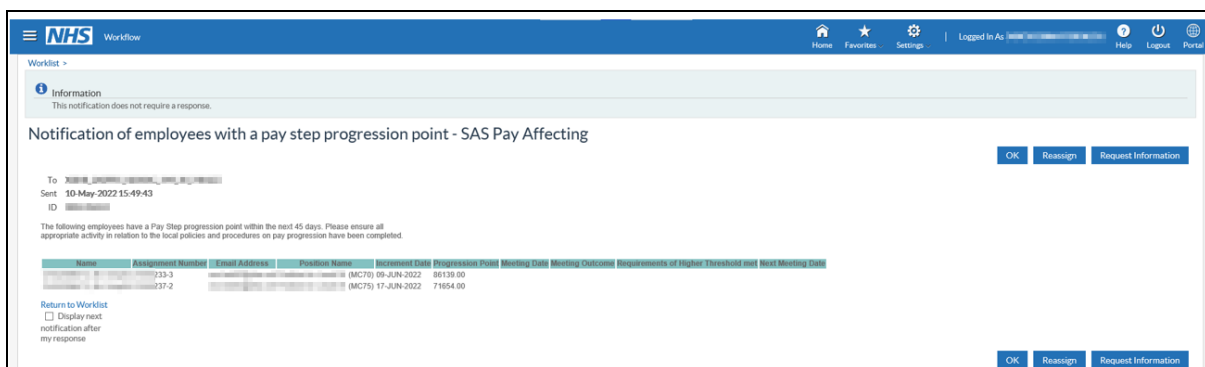 NHS Workflow Home Favorites Settings Logged In As Help Logout Portal
Worklist >
Information
This notification does not require a response.
Notification of employees with a pay step progression point - SAS Pay Affecting
OK Reassign Request Information
To
Sent 10-May-2022 15:49:43
ID
The following employees have a Pay Step progression point within the next 45 days. Please ensure all
appropriate activity in relation to the local policies and procedures on pay progression have been completed.
Name Assignment Number Email Address Position Name Increment Date Progression Point Meeting Date Meeting Outcome Requirements of Higher Threshold met Next Meeting Date
233-3 (MC70) 09-JUN-2022 86139.00
237-2 (MC75) 17-JUN-2022 71654.00
Return to Worklist
Display next
notification after
my response
OK Reassign Request Information